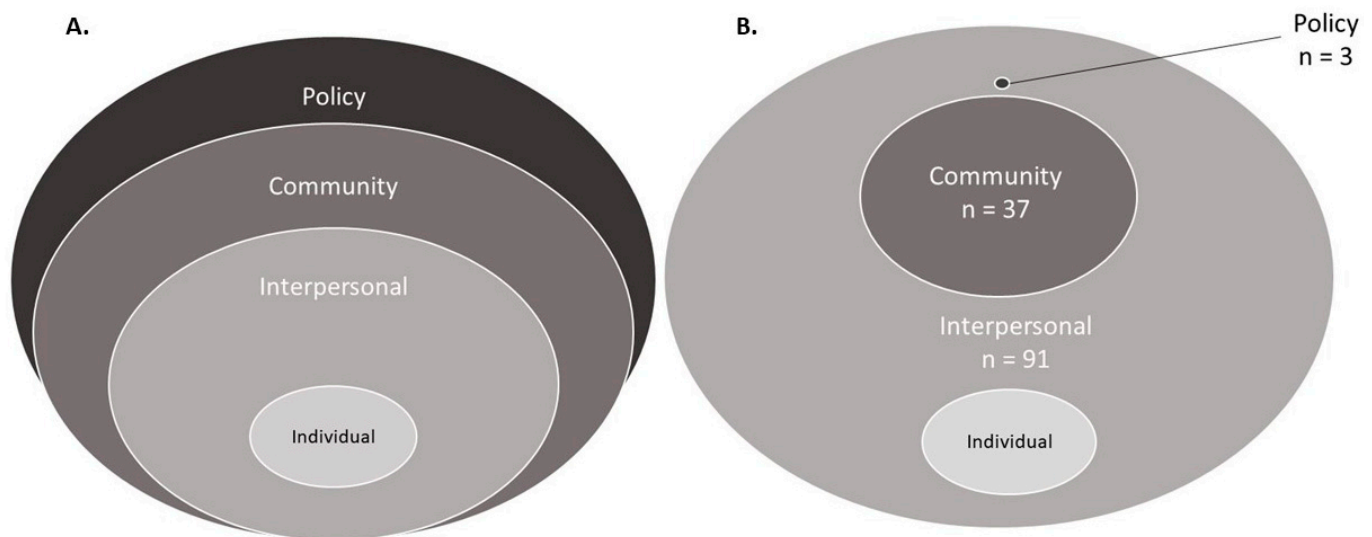 A.
Policy
Community
Interpersonal
Individual
B.
Policy
n = 3
Community
n = 37
Interpersonal
n = 91
Individual